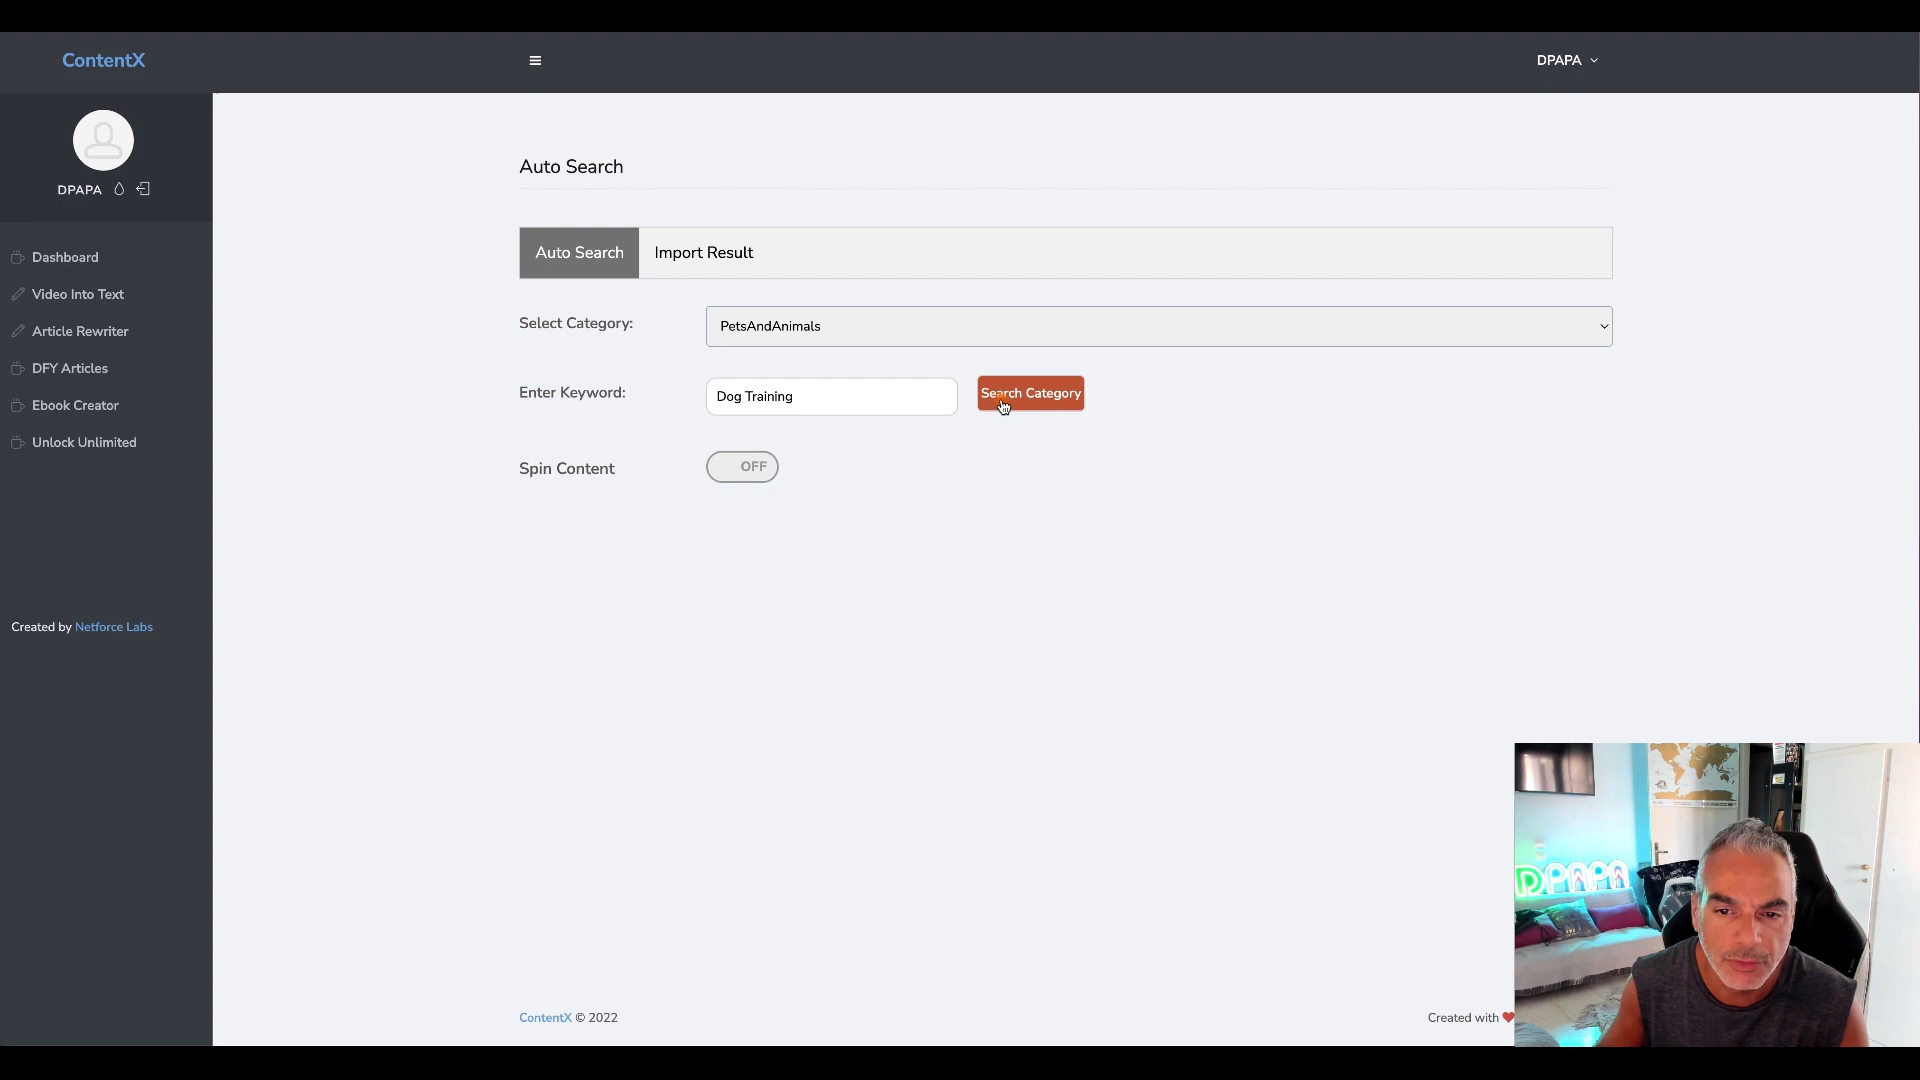 ContentX
DPAPA
DPAPA
Dashboard
Video Into Text
Article Rewriter
DFY Articles
Ebook Creator
Unlock Unlimited
Created by Netforce Labs
Auto Search
Auto Search
Import Result
Select Category:
PetsAndAnimals
Enter Keyword:
Dog Training
Search Category
Spin Content
OFF
ContentX © 2022
Created with
DPAPA